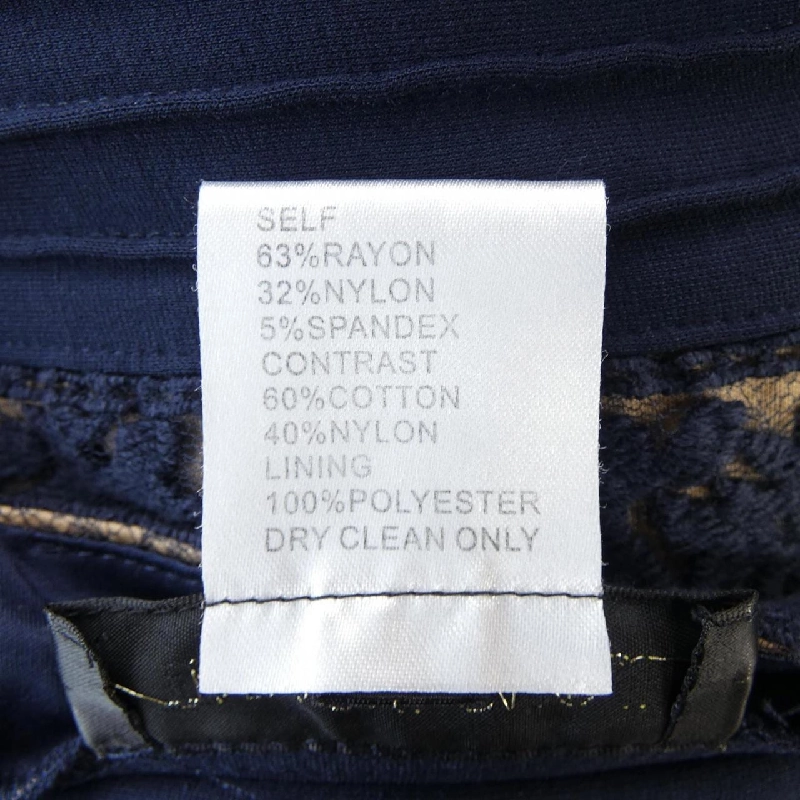 SELF
63%RAYON
32%NYLON
5%SPANDEX
CONTRAST
60%COTTON
40%NYLON
LINING
100%POLYESTER
DRY CLEAN ONLY